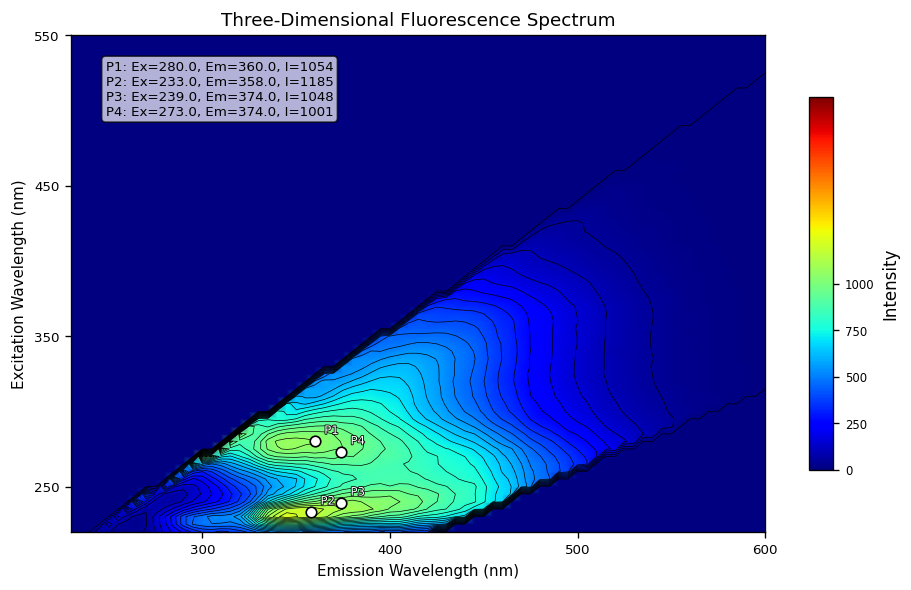 Three-Dimensional Fluorescence Spectrum
550
450
350
250
Excitation Wavelength (nm)
P1: Ex=280.0, Em=360.0, I=1054
P2: Ex=233.0, Em=358.0, I=1185
P3: Ex=239.0, Em=374.0, I=1048
P4: Ex=273.0, Em=374.0, I=1001
P1
P4
P3
P2
300
400
500
600
Emission Wavelength (nm)
1000
750
500
250
0
Intensity